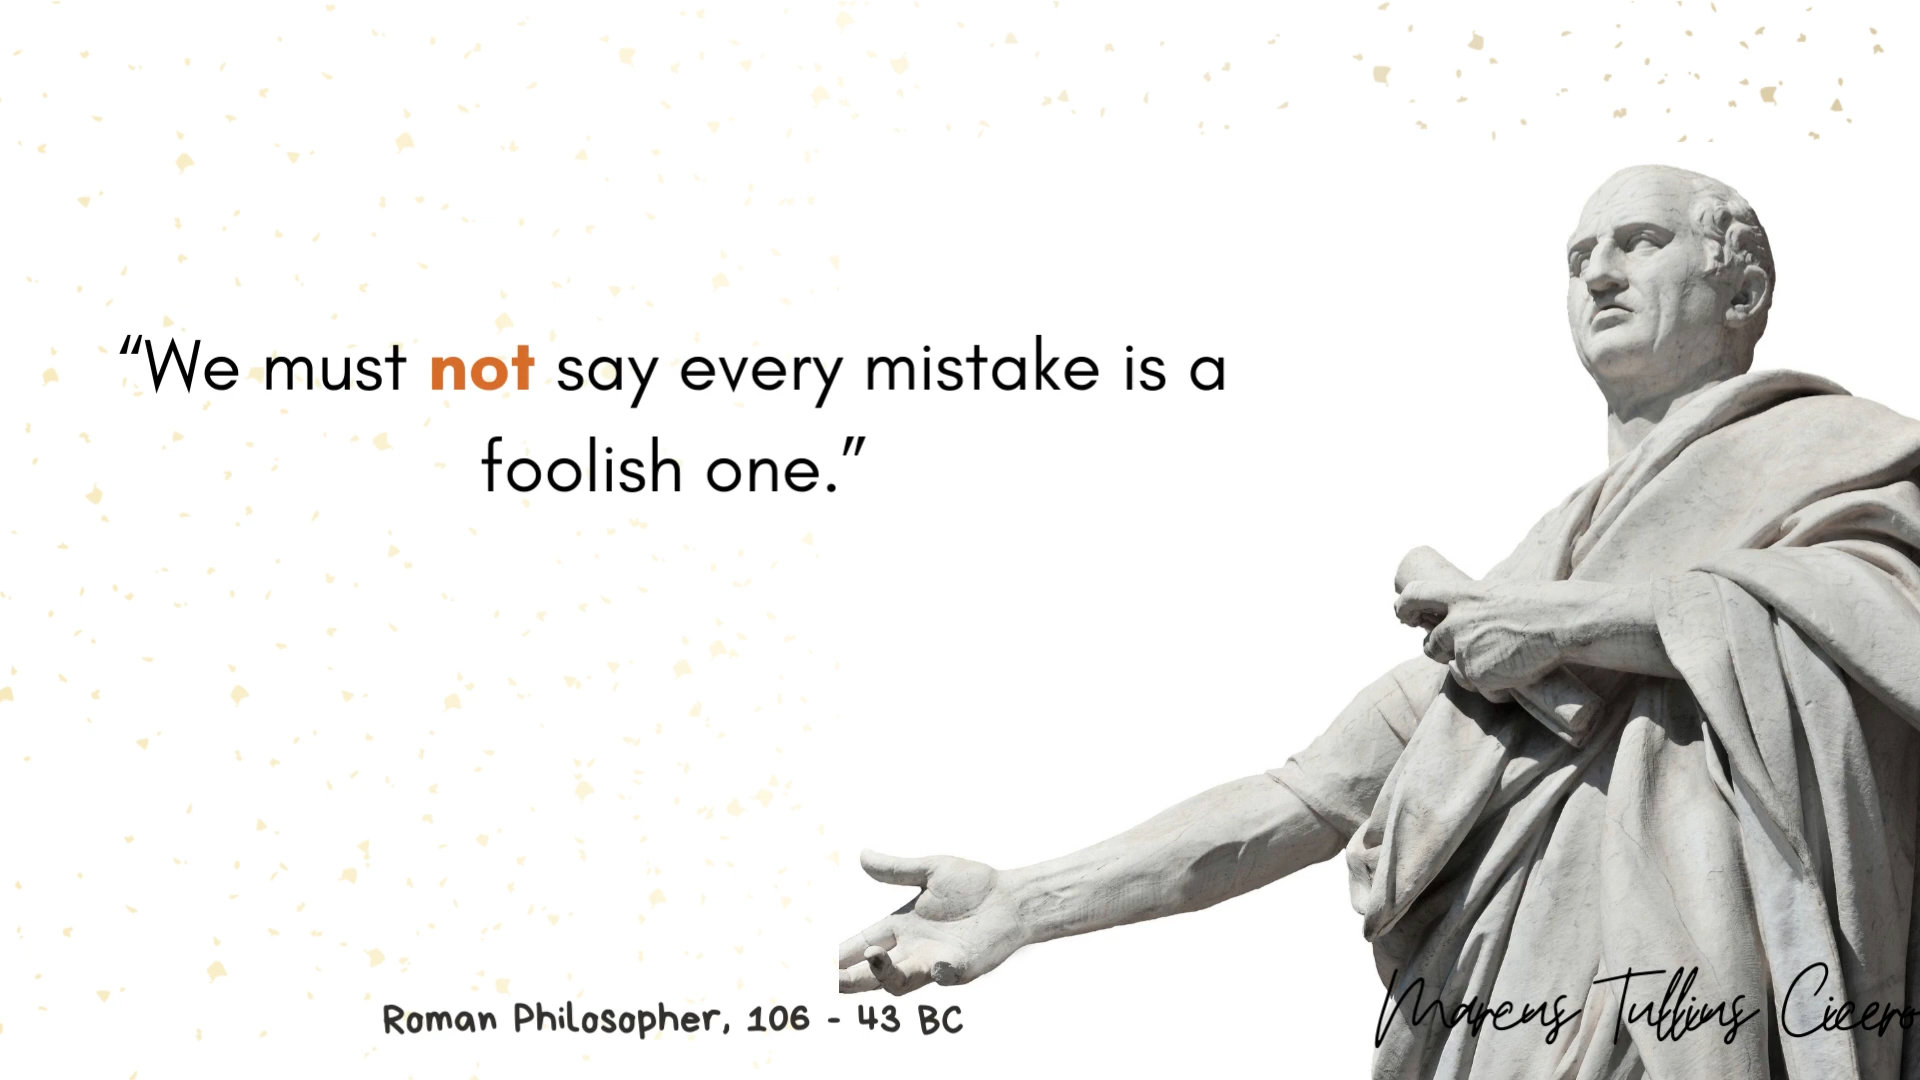 “We must not say every mistake is a
foolish one.”
Roman Philosopher, 106 - 43 BC
Marcus Tullius Cicero